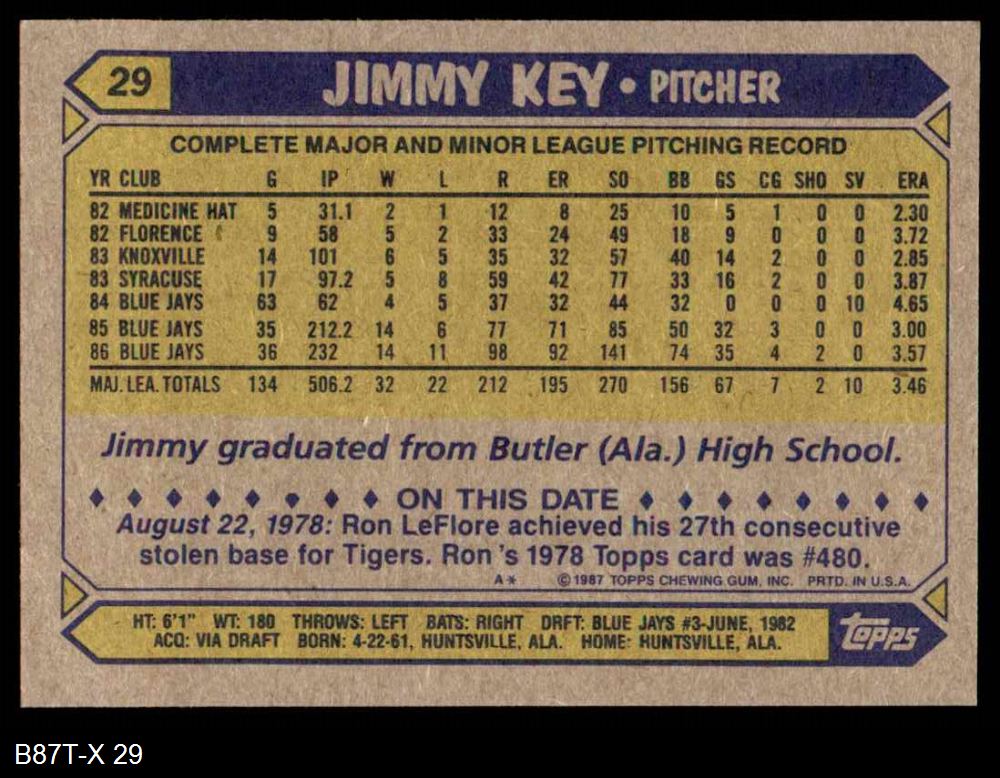 29 JIMMY KEY • PITCHER
COMPLETE MAJOR AND MINOR LEAGUE PITCHING RECORD
YR CLUB G IP W L R ER SO BB GS CG SHO SV ERA
82 MEDICINE HAT 5 31.1 2 1 12 8 25 10 5 1 0 0 2.30
82 FLORENCE 9 58 5 2 33 24 49 18 9 0 0 0 3.72
83 KNOXVILLE 14 101 6 5 35 32 57 40 14 2 0 0 2.85
83 SYRACUSE 17 97.2 5 8 59 42 77 33 16 2 0 0 3.87
84 BLUE JAYS 63 62 4 5 37 32 44 32 0 0 0 10 4.65
85 BLUE JAYS 35 212.2 14 6 77 71 85 50 32 3 0 0 3.00
86 BLUE JAYS 36 232 14 11 98 92 141 74 35 4 2 0 3.57
MAJ. LEA. TOTALS 134 506.2 32 22 212 195 270 156 67 7 2 10 3.46
Jimmy graduated from Butler (Ala.) High School.
ON THIS DATE
August 22, 1978: Ron LeFlore achieved his 27th consecutive
stolen base for Tigers. Ron's 1978 Topps card was #480.
A* © 1987 TOPPS CHEWING GUM, INC. PRTD. IN U.S.A.
HT: 6'1" WT: 180 THROWS: LEFT BATS: RIGHT DRFT: BLUE JAYS #3-JUNE, 1982
ACQ: VIA DRAFT BORN: 4-22-61, HUNTSVILLE, ALA. HOME: HUNTSVILLE, ALA.
topps
B87T-X 29